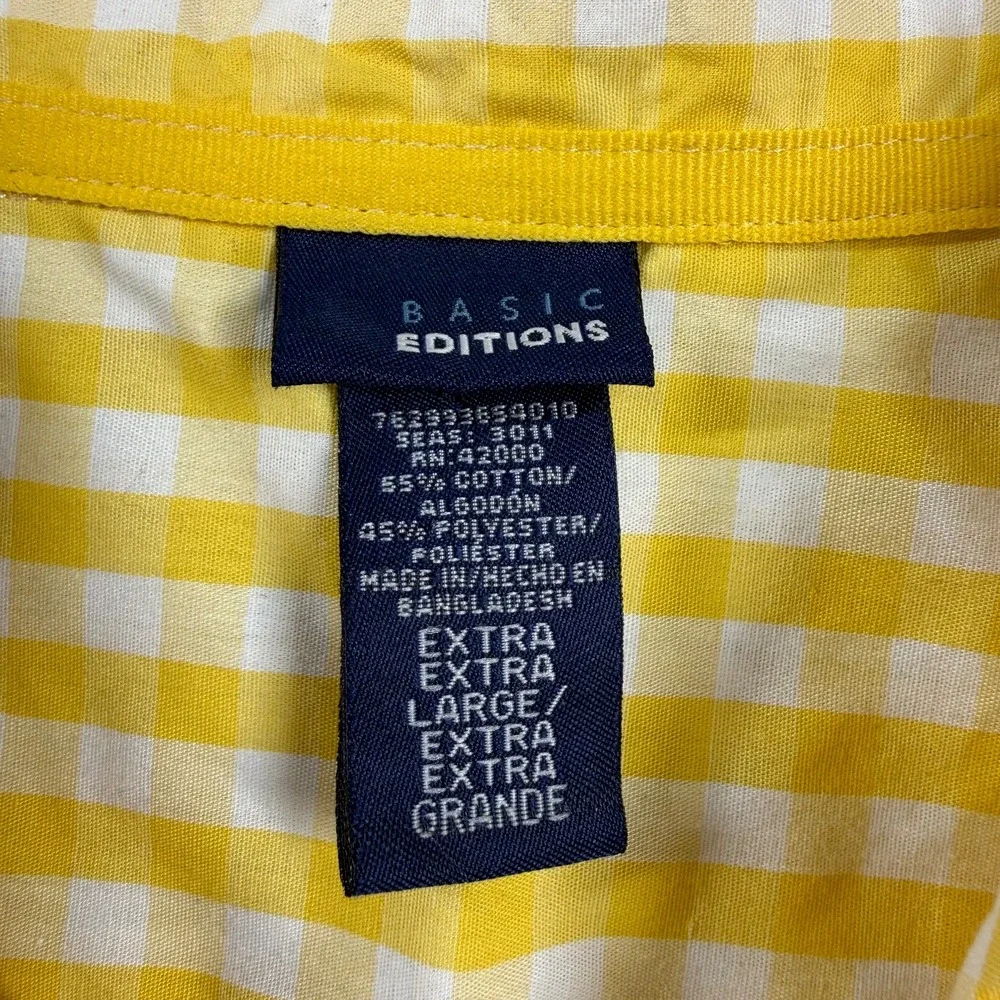 BASIC
EDITIONS
762893654010
SEAS: 3011
RN:42000
55% COTTON/
ALGODÓN
45% POLYESTER/
POLIÉSTER
MADE IN/HECHO EN
BANGLADESH
EXTRA
EXTRA
LARGE/
EXTRA
EXTRA
GRANDE